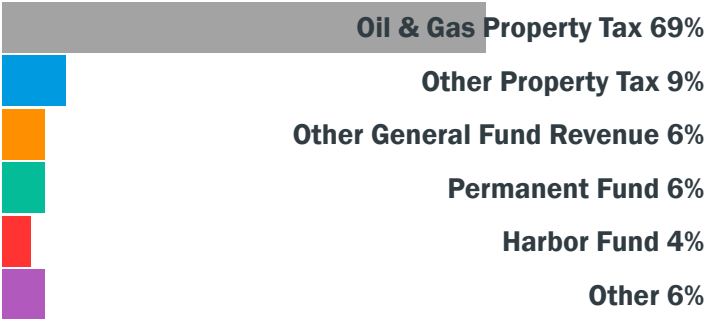 Oil & Gas Property Tax 69%
Other Property Tax 9%
Other General Fund Revenue 6%
Permanent Fund 6%
Harbor Fund 4%
Other 6%